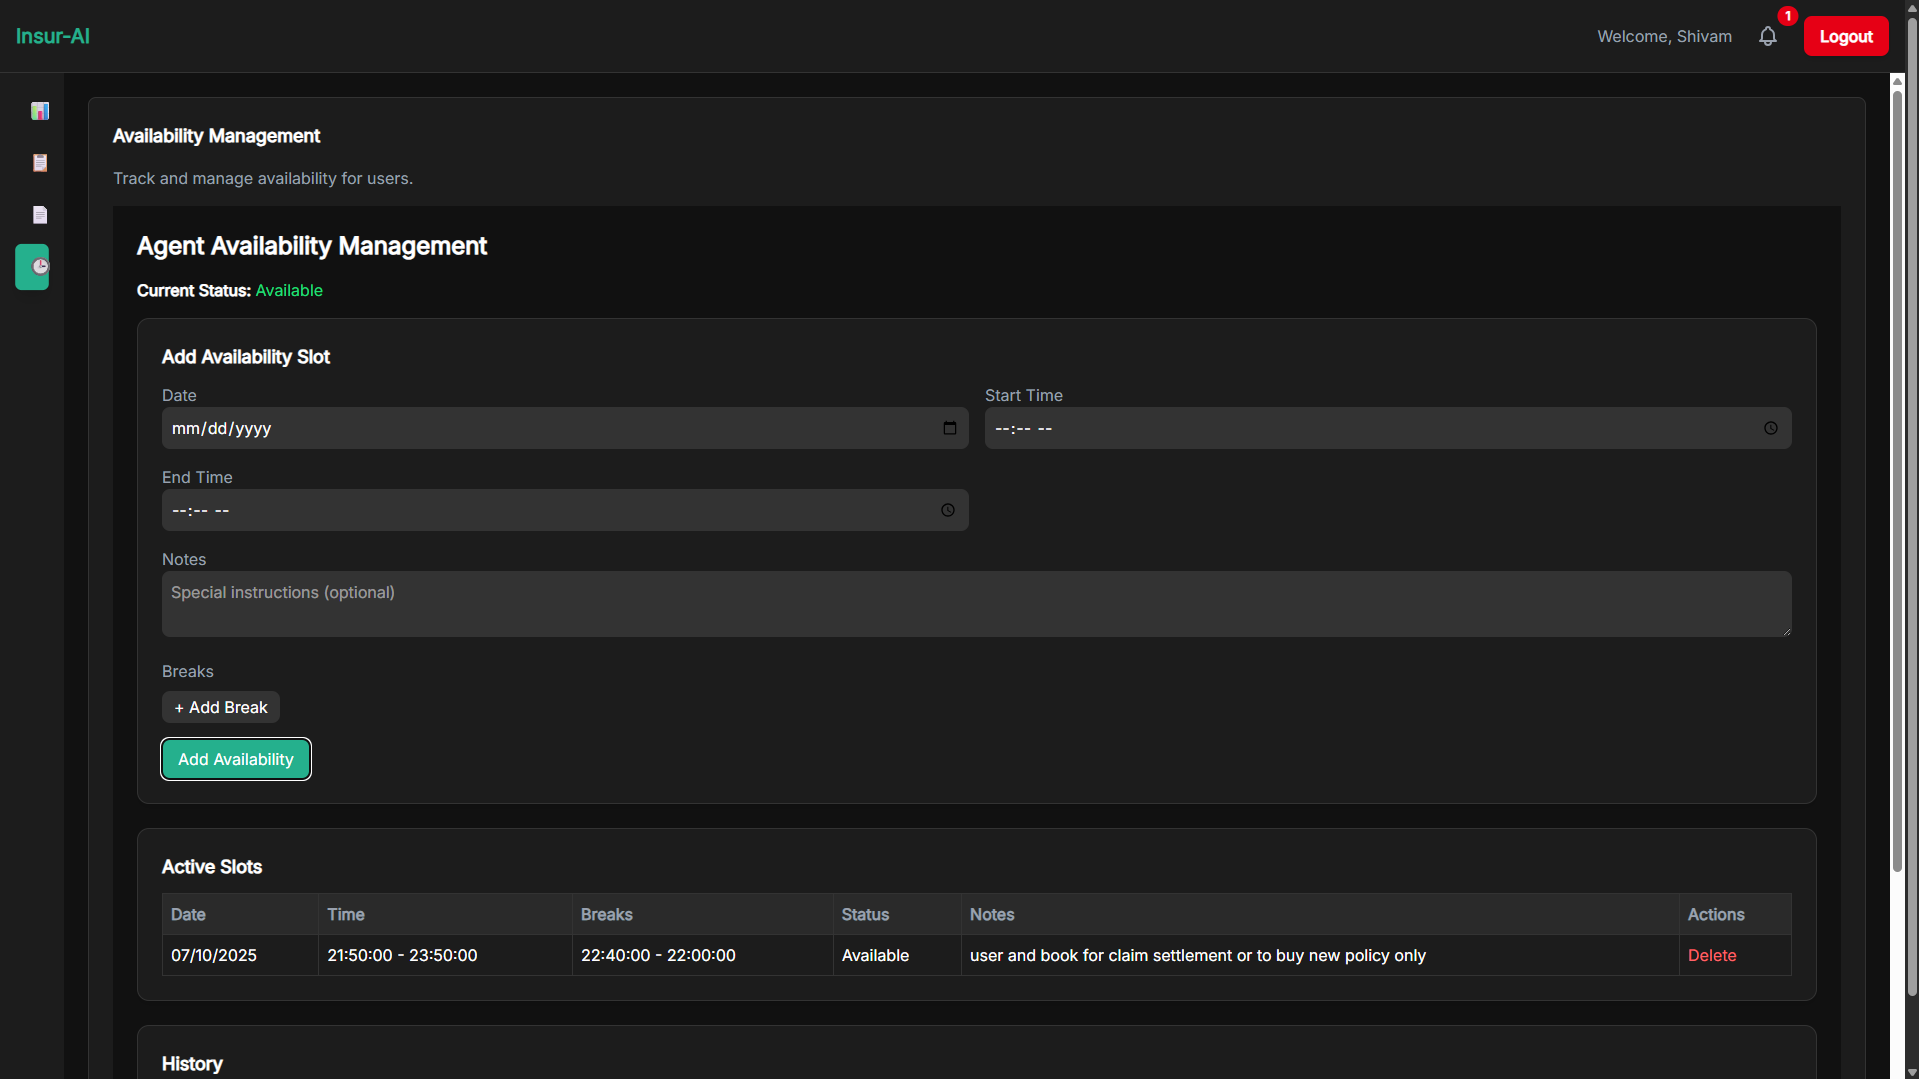 Insur-AI
Welcome, Shivam
1
Logout
Availability Management
Track and manage availability for users.
Agent Availability Management
Current Status: Available
Add Availability Slot
Date
Start Time
mm/dd/yyyy
--:-- --
End Time
--:-- --
Notes
Special instructions (optional)
Breaks
+ Add Break
Add Availability
Active Slots
Date Time Breaks Status Notes Actions
07/10/2025 21:50:00 - 23:50:00 22:40:00 - 22:00:00 Available user and book for claim settlement or to buy new policy only Delete
History